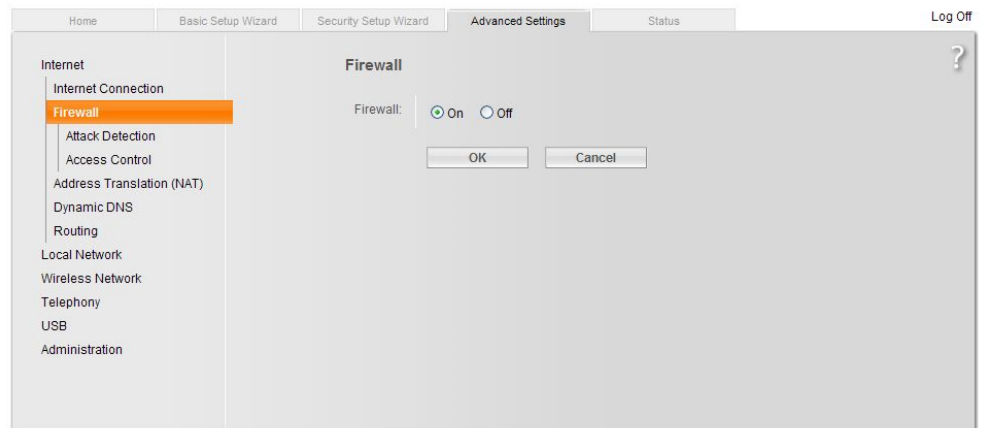 Home Basic Setup Wizard Security Setup Wizard Advanced Settings Status Log Off
?
Internet
Internet Connection
Firewall
Attack Detection
Access Control
Address Translation (NAT)
Dynamic DNS
Routing
Local Network
Wireless Network
Telephony
USB
Administration
Firewall
Firewall: On Off
OK Cancel